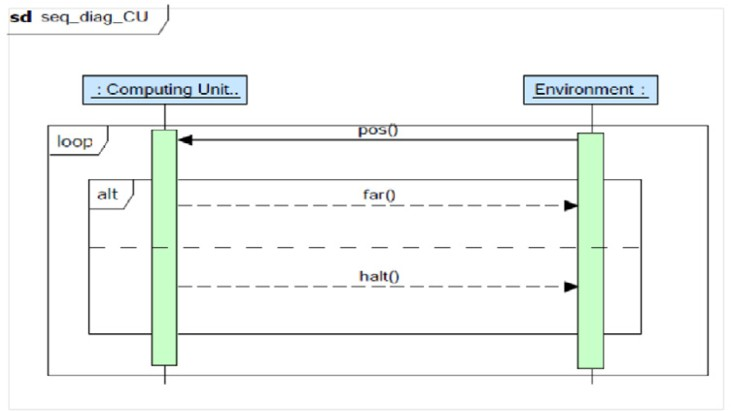 sd seq_diag_CU
: Computing Unit..
Environment :
loop
pos()
alt
far()
halt()